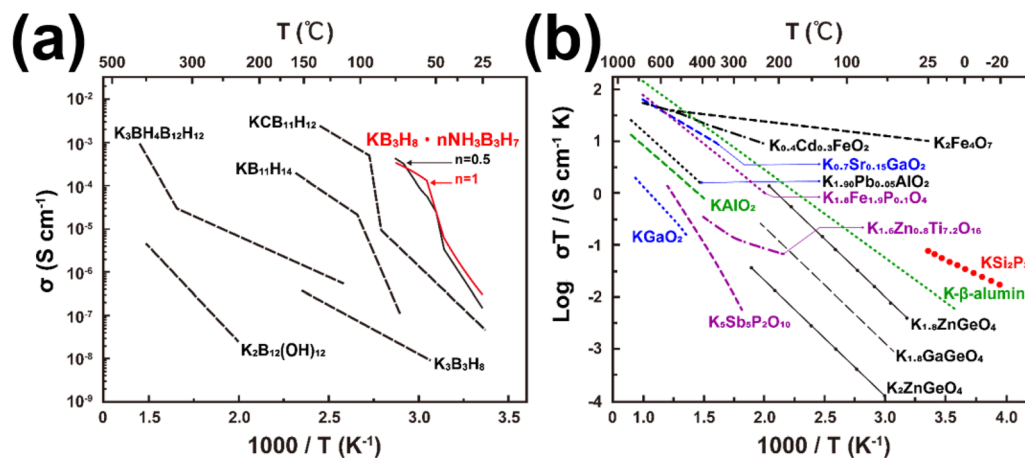 (a)
T (℃)
500 300 200 150 100 50 25
σ (S cm⁻¹)
10⁻²
10⁻³
10⁻⁴
10⁻⁵
10⁻⁶
10⁻⁷
10⁻⁸
10⁻⁹
K₃BH₄B₁₂H₁₂
KCB₁₁H₁₂
KB₃H₈・nNH₃B₃H₇
n=0.5
n=1
KB₁₁H₁₄
K₂B₁₂(OH)₁₂
K₃B₃H₈
0 1.5 2.0 2.5 3.0 3.5
1000 / T (K⁻¹)
(b)
T (℃)
1000 600 400 300 200 100 50 25 0 -20
Log σT / (S cm⁻¹ K)
2
1
0
-1
-2
-3
-4
K₂Fe₄O₇
K₀.₄Cd₀.₃FeO₂
K₀.₇Sr₀.₁₅GaO₂
K₁.₉₀Pb₀.₀₅AlO₂
KAlO₂
K₁.₈Fe₁.₉P₀.₁O₄
KGaO₂
K₁.₆Zn₀.₈Ti₇.₂O₁₆
KSi₂P₃
K-β-alumin
K₅Sb₅P₂O₁₀
K₁.₈ZnGeO₄
K₁.₈GaGeO₄
K₂ZnGeO₄
0 1.0 1.5 2.0 2.5 3.0 3.5 4.0
1000 / T (K⁻¹)